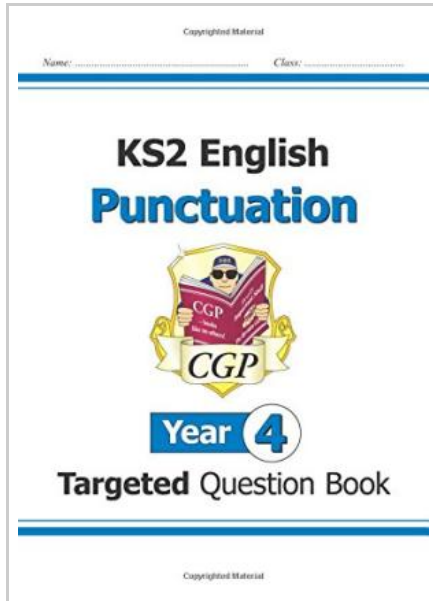 Copyrighted Material
Name: ........................................................ Class: ................................
KS2 English
Punctuation
CGP
CGP
Year 4
Targeted Question Book
Copyrighted Material